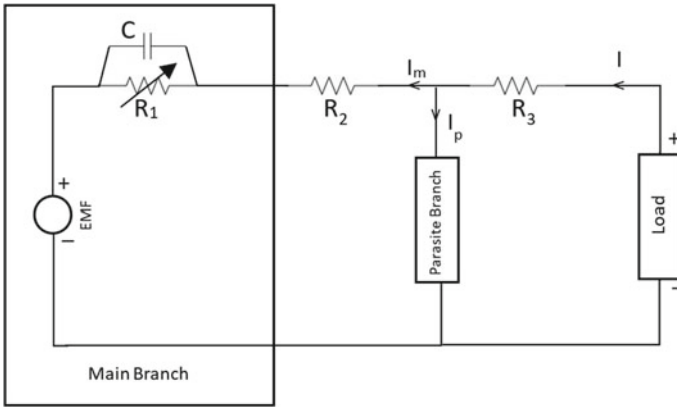 C
R1
R2
Im
Ip
R3
I
+
EMF
−
Parasite Branch
+
Load
−
Main Branch